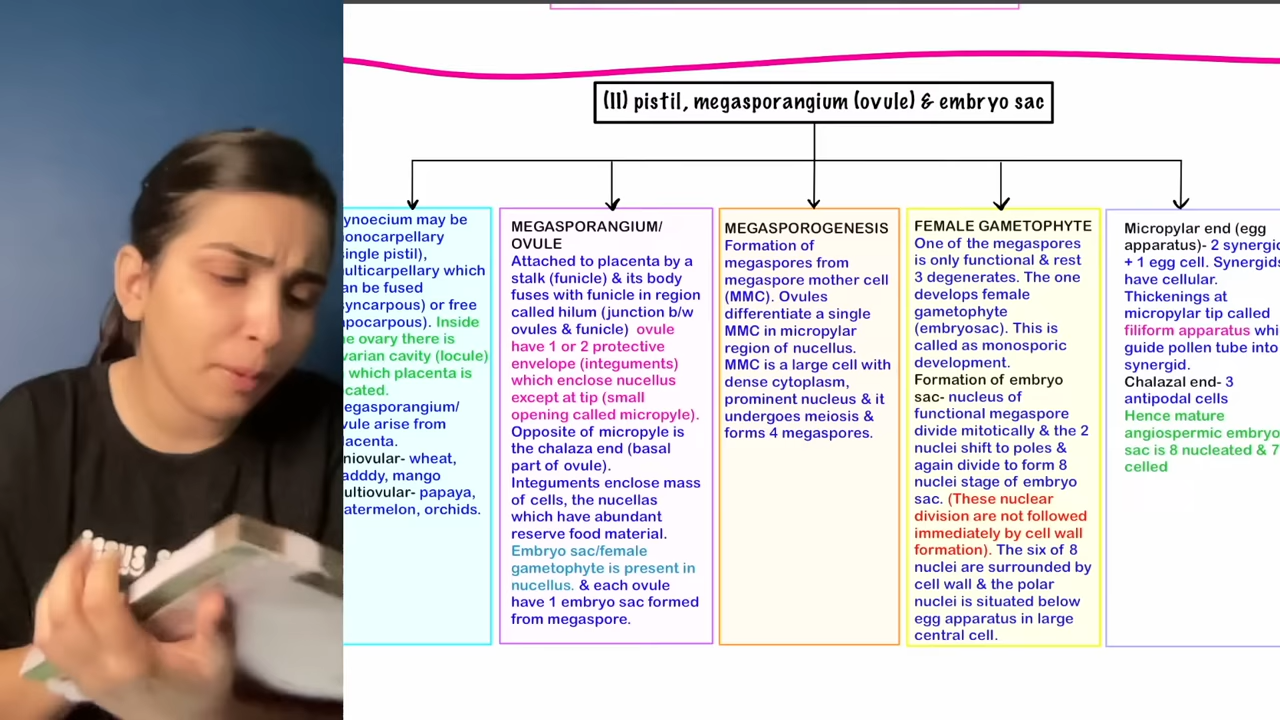 (II) pistil, megasporangium (ovule) & embryo sac
ynoecium may be
onocarpellary
single pistil),
ulticarpellary which
an be fused
syncarpous) or free
apocarpous). Inside
e ovary there is
varian cavity (locule)
which placenta is
cated.
egasporangium/
vule arise from
acenta.
niovular- wheat,
adddy, mango
ultiovular- papaya,
atermelon, orchids.
MEGASPORANGIUM/
OVULE
Attached to placenta by a
stalk (funicle) & its body
fuses with funicle in region
called hilum (junction b/w
ovules & funicle) ovule
have 1 or 2 protective
envelope (integuments)
which enclose nucellus
except at tip (small
opening called micropyle).
Opposite of micropyle is
the chalaza end (basal
part of ovule).
Integuments enclose mass
of cells, the nucellas
which have abundant
reserve food material.
Embryo sac/female
gametophyte is present in
nucellus. & each ovule
have 1 embryo sac formed
from megaspore.
MEGASPOROGENESIS
Formation of
megaspores from
megaspore mother cell
(MMC). Ovules
differentiate a single
MMC in micropylar
region of nucellus.
MMC is a large cell with
dense cytoplasm,
prominent nucleus & it
undergoes meiosis &
forms 4 megaspores.
FEMALE GAMETOPHYTE
One of the megaspores
is only functional & rest
3 degenerates. The one
develops female
gametophyte
(embryosac). This is
called as monosporic
development.
Formation of embryo
sac- nucleus of
functional megaspore
divide mitotically & the 2
nuclei shift to poles &
again divide to form 8
nuclei stage of embryo
sac. (These nuclear
division are not followed
immediately by cell wall
formation). The six of 8
nuclei are surrounded by
cell wall & the polar
nuclei is situated below
egg apparatus in large
central cell.
Micropylar end (egg
apparatus)- 2 synergid
+ 1 egg cell. Synergids
have cellular.
Thickenings at
micropylar tip called
filiform apparatus whi
guide pollen tube into
synergid.
Chalazal end- 3
antipodal cells
Hence mature
angiospermic embryo
sac is 8 nucleated & 7
celled